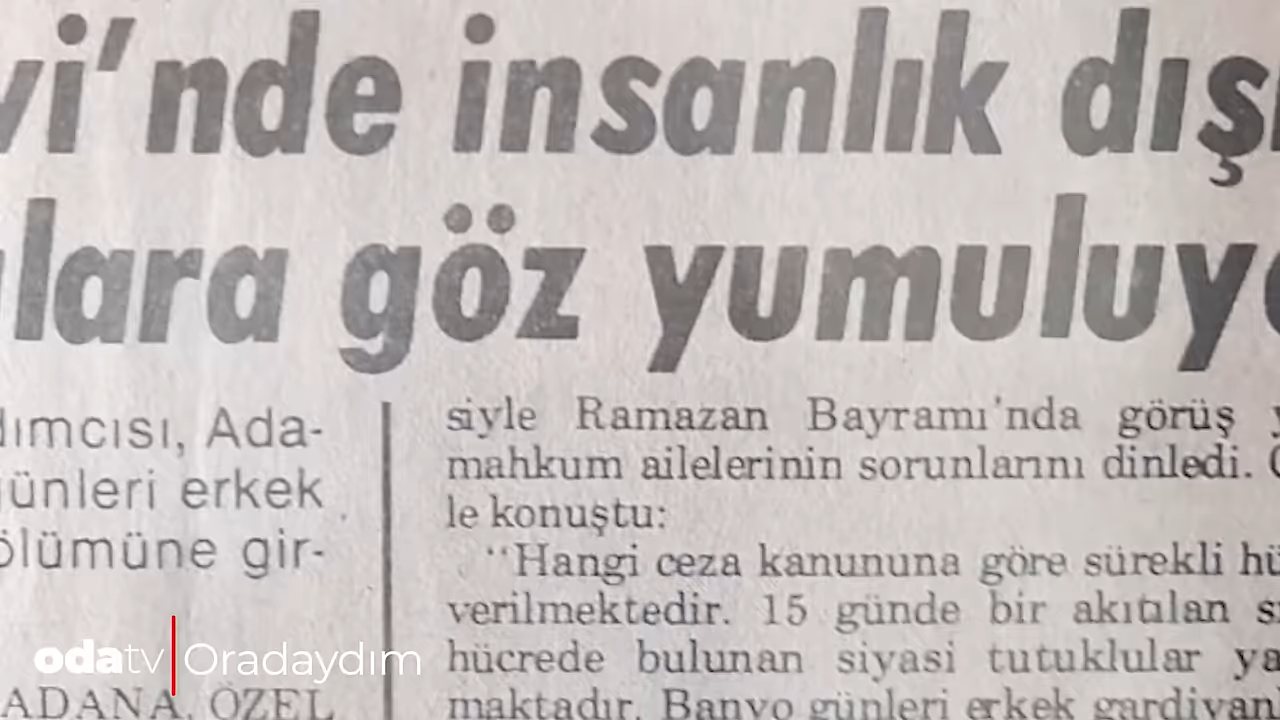 vi'nde insanlık dışı
lara göz yumuluyo
dımcısı, Ada-
günleri erkek
ölümüne gir-
ADANA, ÖZEL
siyle Ramazan Bayramı'nda görüş
mahkum ailelerinin sorunlarını dinledi.
le konuştu:
"Hangi ceza kanununa göre sürekli hü
verilmektedir. 15 günde bir akıtılan
hücrede bulunan siyasi tutuklular ya
maktadır. Banyo günleri erkek gardiyan
odatv Oradaydım